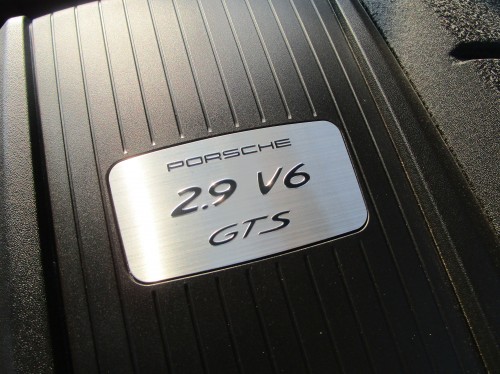 PORSCHE
2.9 V6
GTS